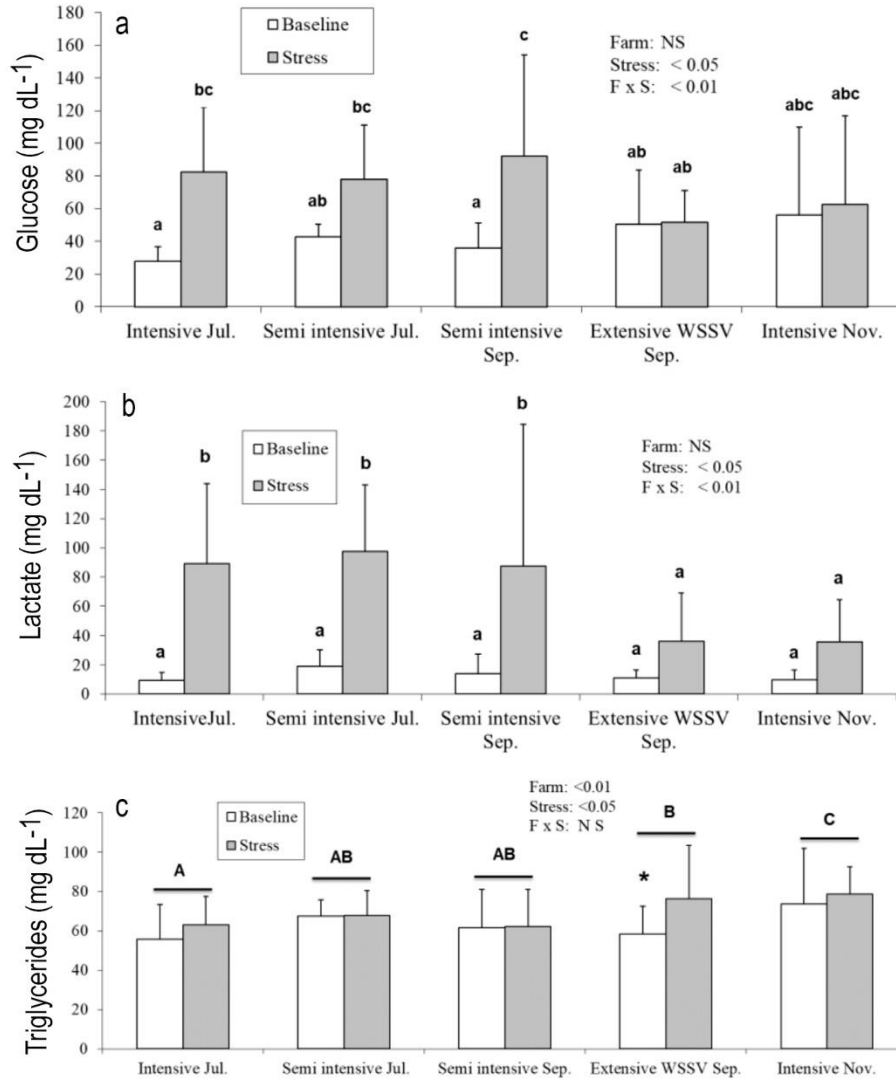 a
Baseline
Stress
Farm: NS
Stress: < 0.05
F x S: < 0.01
Glucose (mg dL-1)
180
160
140
120
100
80
60
40
20
0
a
bc
ab
bc
a
c
ab
ab
abc
abc
Intensive Jul.
Semi intensive Jul.
Semi intensive
Sep.
Extensive WSSV
Sep.
Intensive Nov.
b
Baseline
Stress
Farm: NS
Stress: < 0.05
F x S: < 0.01
Lactate (mg dL-1)
200
180
160
140
120
100
80
60
40
20
0
a
b
a
b
a
b
a
a
a
a
IntensiveJul.
Semi intensive Jul.
Semi intensive
Sep.
Extensive WSSV
Sep.
Intensive Nov.
c
Baseline
Stress
Farm: <0.01
Stress: <0.05
F x S: N S
Triglycerides (mg dL-1)
120
100
80
60
40
20
0
A
AB
AB
*
B
C
Intensive Jul.
Semi intensive Jul.
Semi intensive Sep.
Extensive WSSV Sep.
Intensive Nov.